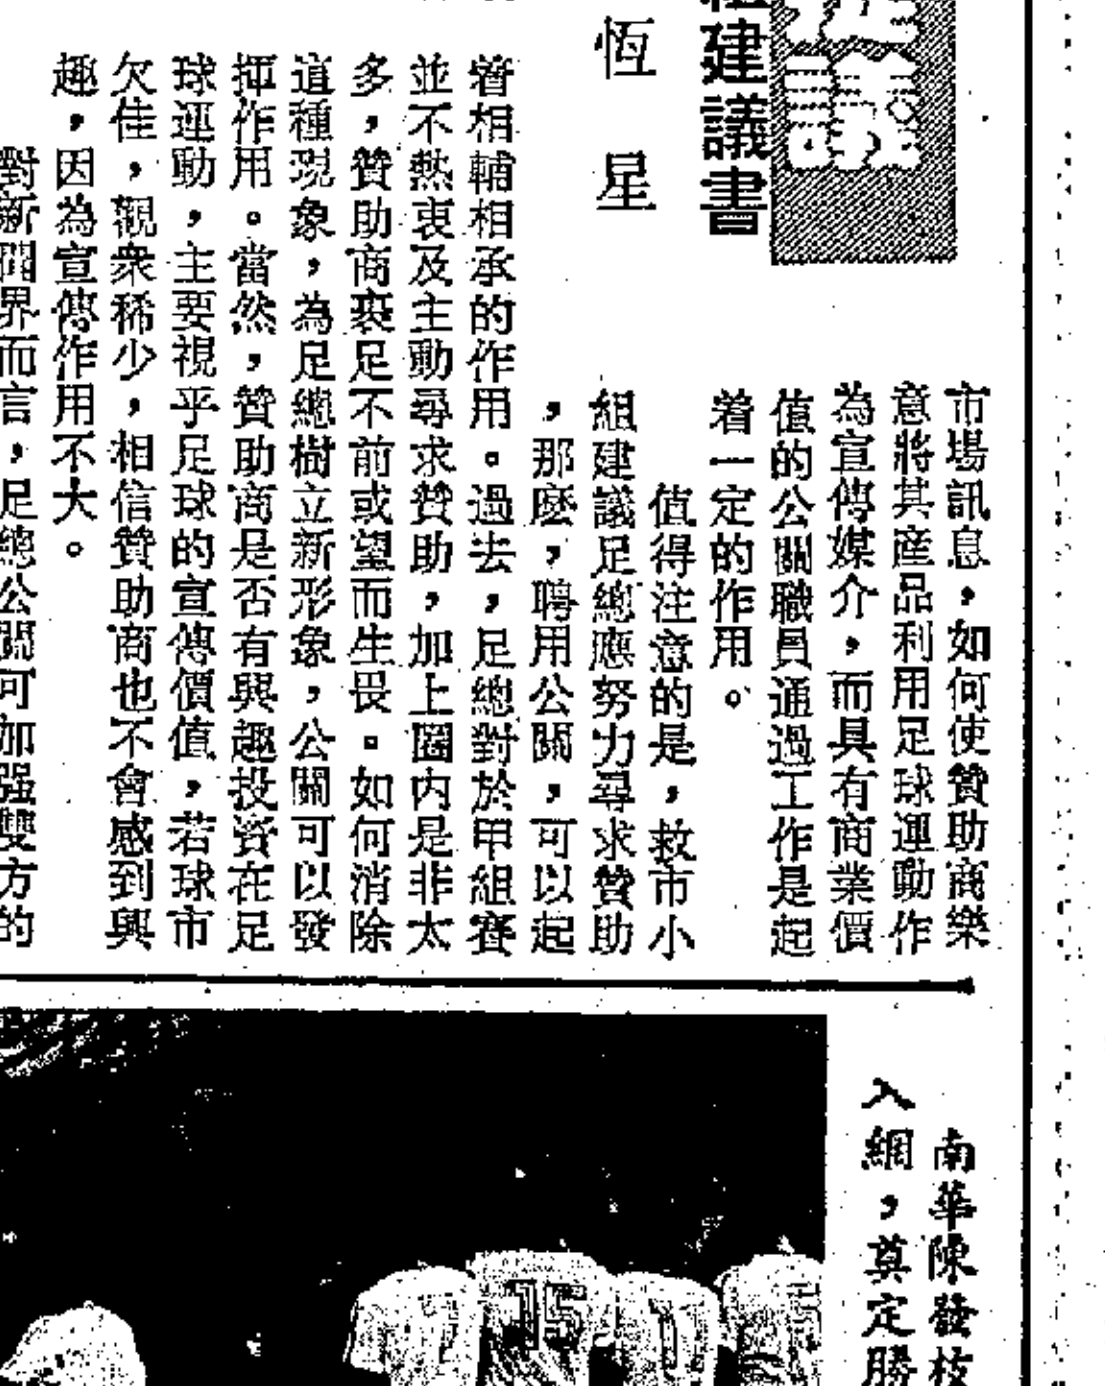 建議書
恆星
市場訊息，如何使贊助商樂
意將其産品利用足球運動作
為宣傳媒介，而具有商業價
值的公關職員通過工作是起
着一定的作用。
值得注意的是，救市小
組建議足總應努力尋求贊助
，那麽，聘用公關，可以起
着相輔相承的作用。過去，足總對於甲組賽
並不熱衷及主動尋求贊助，加上圈内是非太
多，贊助商裹足不前或望而生畏。如何消除
這種現象，為足總樹立新形象，公關可以發
揮作用。當然，贊助商是否有興趣投資在足
球運動，主要視乎足球的宣傳價值，若球市
欠佳，觀衆稀少，相信贊助商也不會感到興
趣，因為宣傳作用不大。
對新聞界而言，足總公關可加强雙方的
南華陳發枝
入網，奠定勝
15